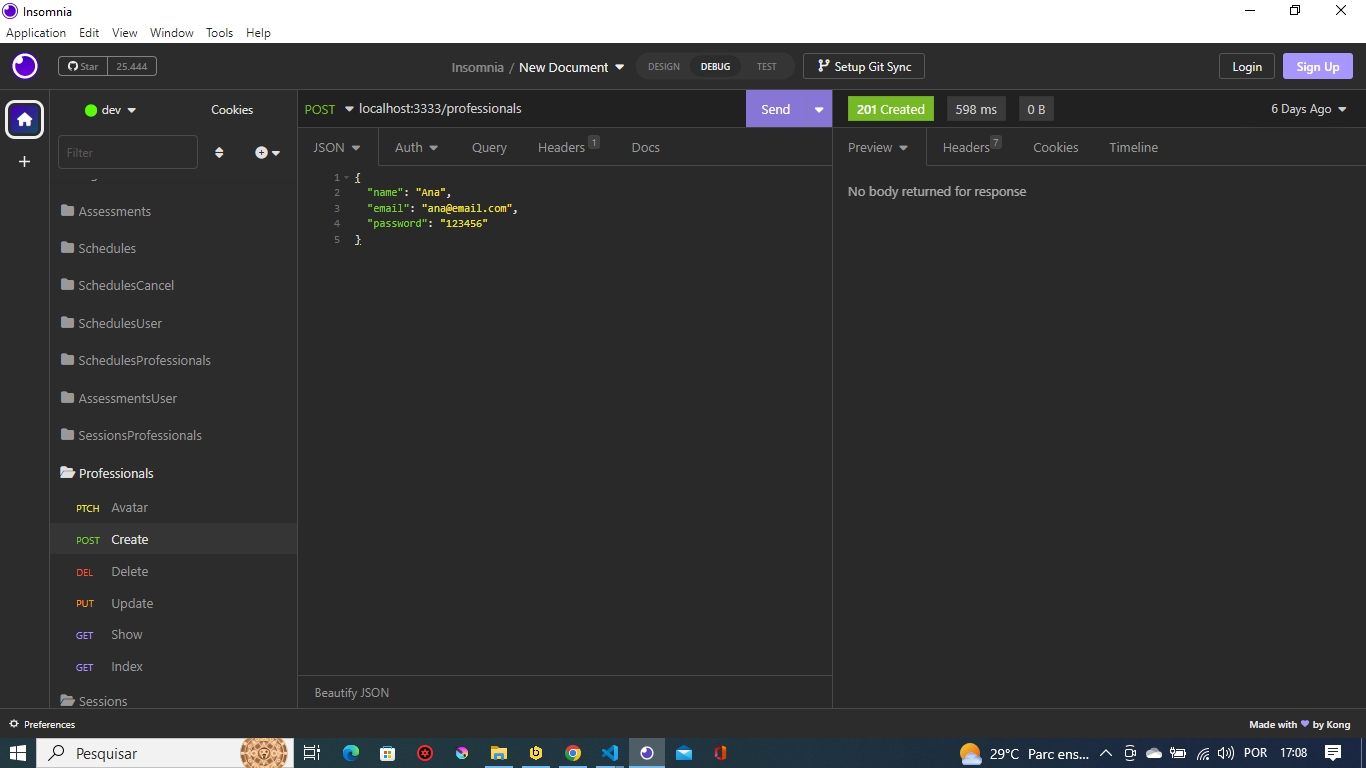 Insomnia
Application Edit View Window Tools Help
Star 25.444
Insomnia / New Document
DESIGN DEBUG TEST
Setup Git Sync
Login Sign Up
dev Cookies
Filter
Assessments
Schedules
SchedulesCancel
SchedulesUser
SchedulesProfessionals
AssessmentsUser
SessionsProfessionals
Professionals
PTCH Avatar
POST Create
DEL Delete
PUT Update
GET Show
GET Index
Sessions
POST localhost:3333/professionals Send
JSON Auth Query Headers 1 Docs
1 {
2 "name": "Ana",
3 "email": "ana@email.com",
4 "password": "123456"
5 }
Beautify JSON
201 Created 598 ms 0 B 6 Days Ago
Preview Headers 7 Cookies Timeline
No body returned for response
Preferences
Made with by Kong
Pesquisar
29°C Parc ens... POR 17:08